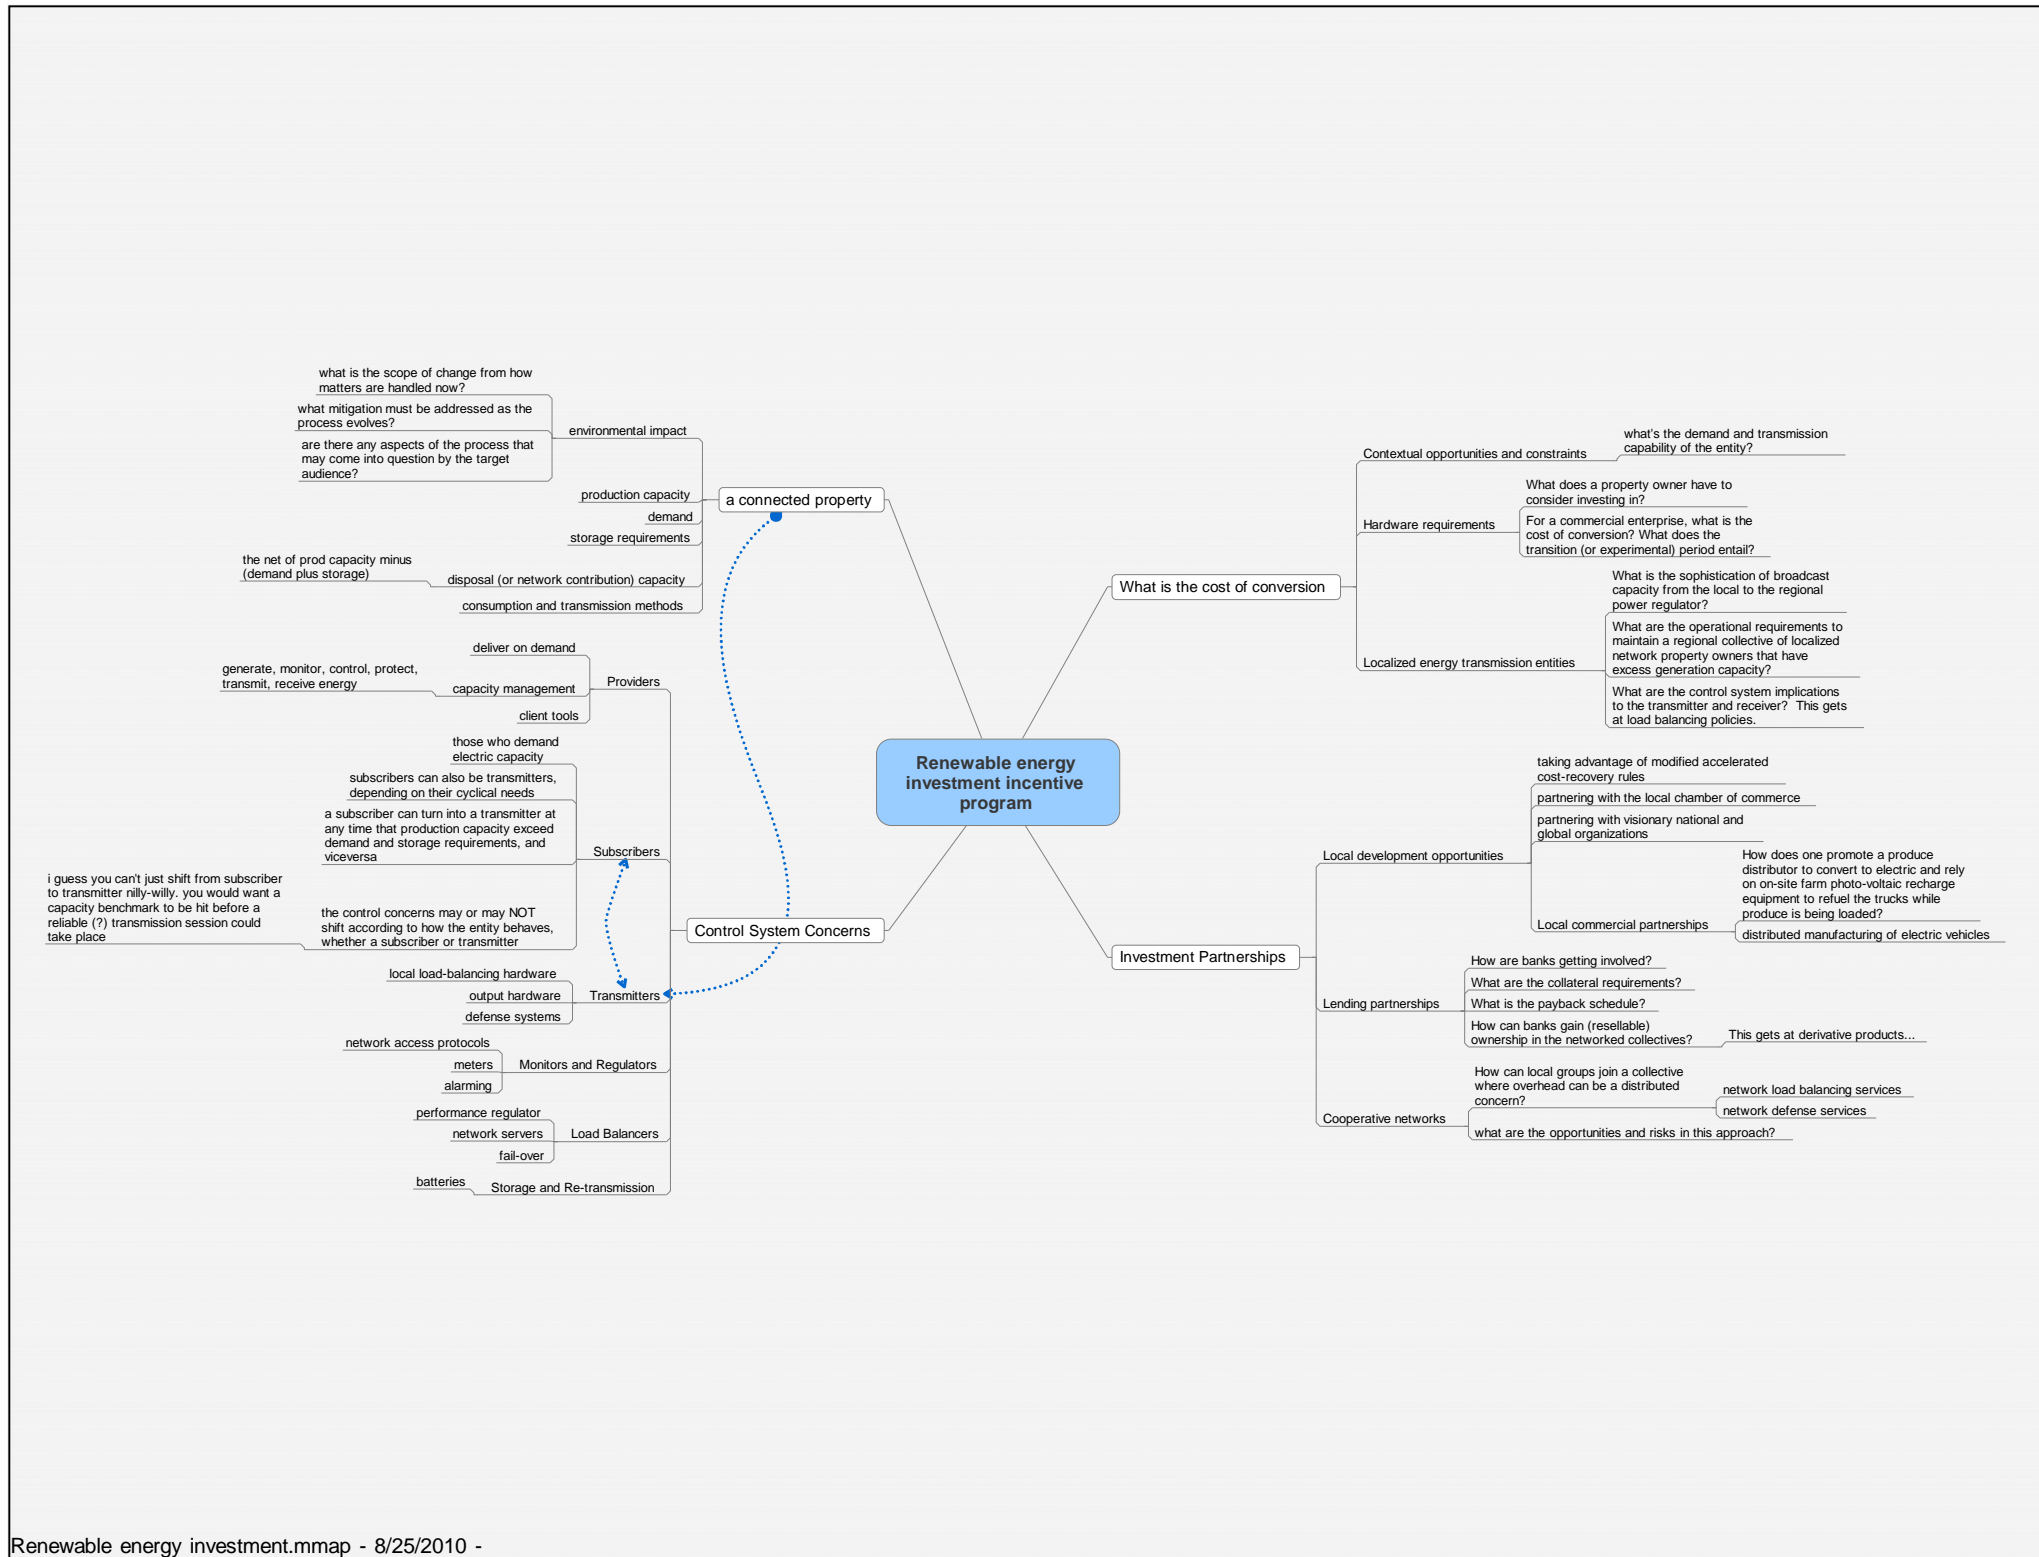 Renewable energy
investment incentive
program
What is the cost of conversion
Contextual opportunities and constraints
what's the demand and transmission
capability of the entity?
Hardware requirements
What does a property owner have to
consider investing in?
For a commercial enterprise, what is the
cost of conversion? What does the
transition (or experimental) period entail?
Localized energy transmission entities
What is the sophistication of broadcast
capacity from the local to the regional
power regulator?
What are the operational requirements to
maintain a regional collective of localized
network property owners that have
excess generation capacity?
What are the control system implications
to the transmitter and receiver?  This gets
at load balancing policies.
Investment Partnerships
Local development opportunities
taking advantage of modified accelerated
cost-recovery rules
partnering with the local chamber of commerce
partnering with visionary national and
global organizations
Local commercial partnerships
How does one promote a produce
distributor to convert to electric and rely
on on-site farm photo-voltaic recharge
equipment to refuel the trucks while
produce is being loaded?
distributed manufacturing of electric vehicles
Lending partnerships
How are banks getting involved?
What are the collateral requirements?
What is the payback schedule?
How can banks gain (resellable)
ownership in the networked collectives?
This gets at derivative products...
Cooperative networks
How can local groups join a collective
where overhead can be a distributed
concern?
network load balancing services
network defense services
what are the opportunities and risks in this approach?
a connected property
environmental impact
what is the scope of change from how
matters are handled now?
what mitigation must be addressed as the
process evolves?
are there any aspects of the process that
may come into question by the target
audience?
production capacity
demand
storage requirements
disposal (or network contribution) capacity
the net of prod capacity minus
(demand plus storage)
consumption and transmission methods
Control System Concerns
Providers
deliver on demand
capacity management
generate, monitor, control, protect,
transmit, receive energy
client tools
Subscribers
those who demand
electric capacity
subscribers can also be transmitters,
depending on their cyclical needs
a subscriber can turn into a transmitter at
any time that production capacity exceed
demand and storage requirements, and
viceversa
the control concerns may or may NOT
shift according to how the entity behaves,
whether a subscriber or transmitter
i guess you can't just shift from subscriber
to transmitter nilly-willy. you would want a
capacity benchmark to be hit before a
reliable (?) transmission session could
take place
Transmitters
local load-balancing hardware
output hardware
defense systems
Monitors and Regulators
network access protocols
meters
alarming
Load Balancers
performance regulator
network servers
fail-over
Storage and Re-transmission
batteries
Renewable energy investment.mmap - 8/25/2010 -